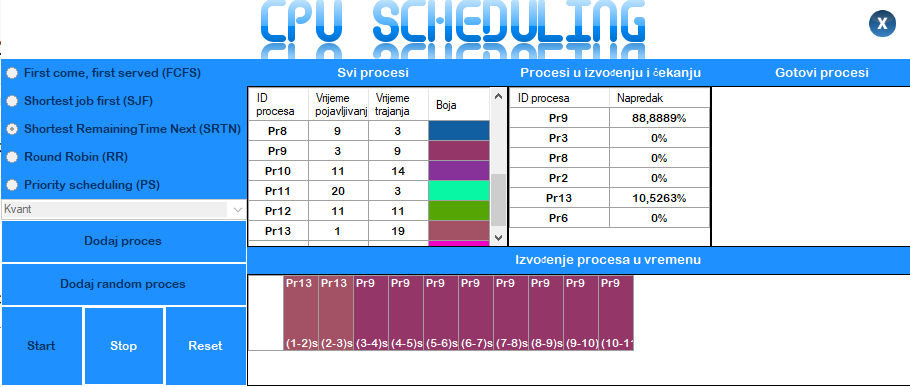 CPU SCHEDULING
X
First come, first served (FCFS)
Shortest job first (SJF)
Shortest RemainingTime Next (SRTN)
Round Robin (RR)
Priority scheduling (PS)
Kvant
Dodaj proces
Dodaj random proces
Start Stop Reset
Svi procesi
ID procesa Vrijeme pojavljivanj Vrijeme trajanja Boja
Pr8 9 3
Pr9 3 9
Pr10 11 14
Pr11 20 3
Pr12 11 11
Pr13 1 19
Procesi u izvođenju i čekanju
ID procesa Napredak
Pr9 88,8889%
Pr3 0%
Pr8 0%
Pr2 0%
Pr13 10,5263%
Pr6 0%
Gotovi procesi
Izvođenje procesa u vremenu
Pr13 Pr13 Pr9 Pr9 Pr9 Pr9 Pr9 Pr9 Pr9 Pr9
(1-2)s (2-3)s (3-4)s (4-5)s (5-6)s (6-7)s (7-8)s (8-9)s (9-10) (10-11